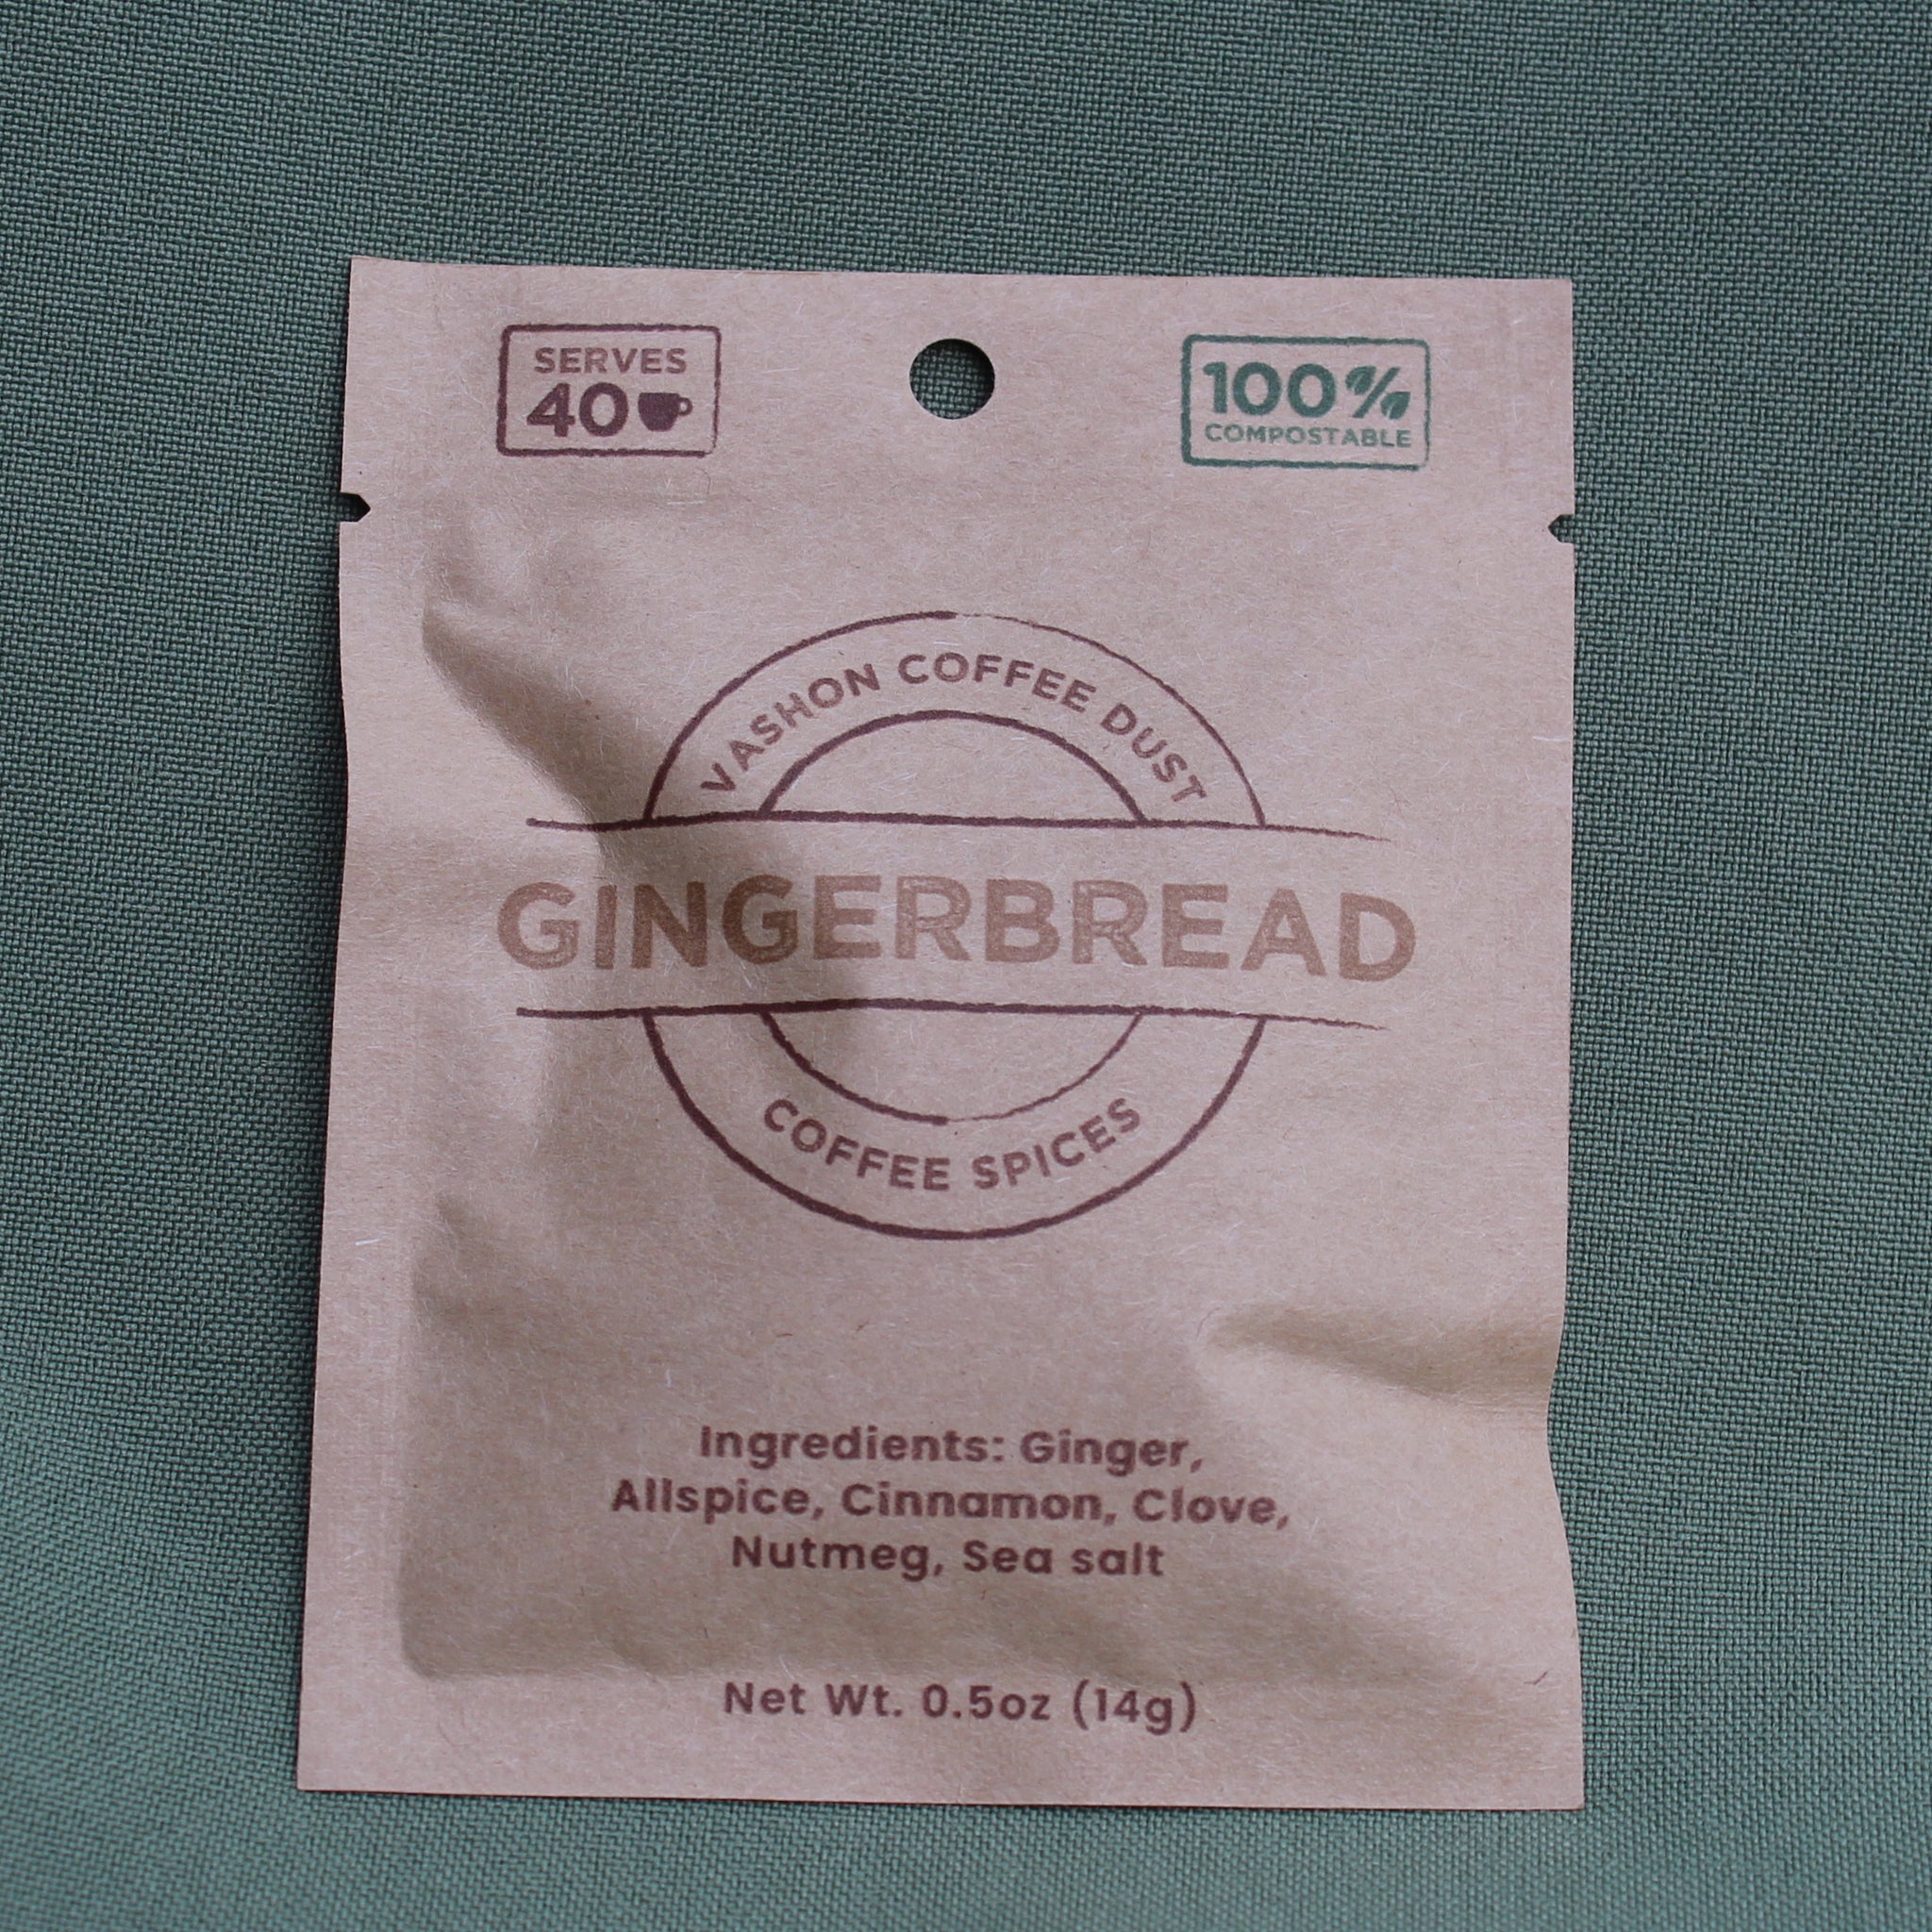 SERVES
40
100%
COMPOSTABLE
VASHON COFFEE DUST
GINGERBREAD
COFFEE SPICES
Ingredients: Ginger,
Allspice, Cinnamon, Clove,
Nutmeg, Sea salt
Net Wt. 0.5oz (14g)